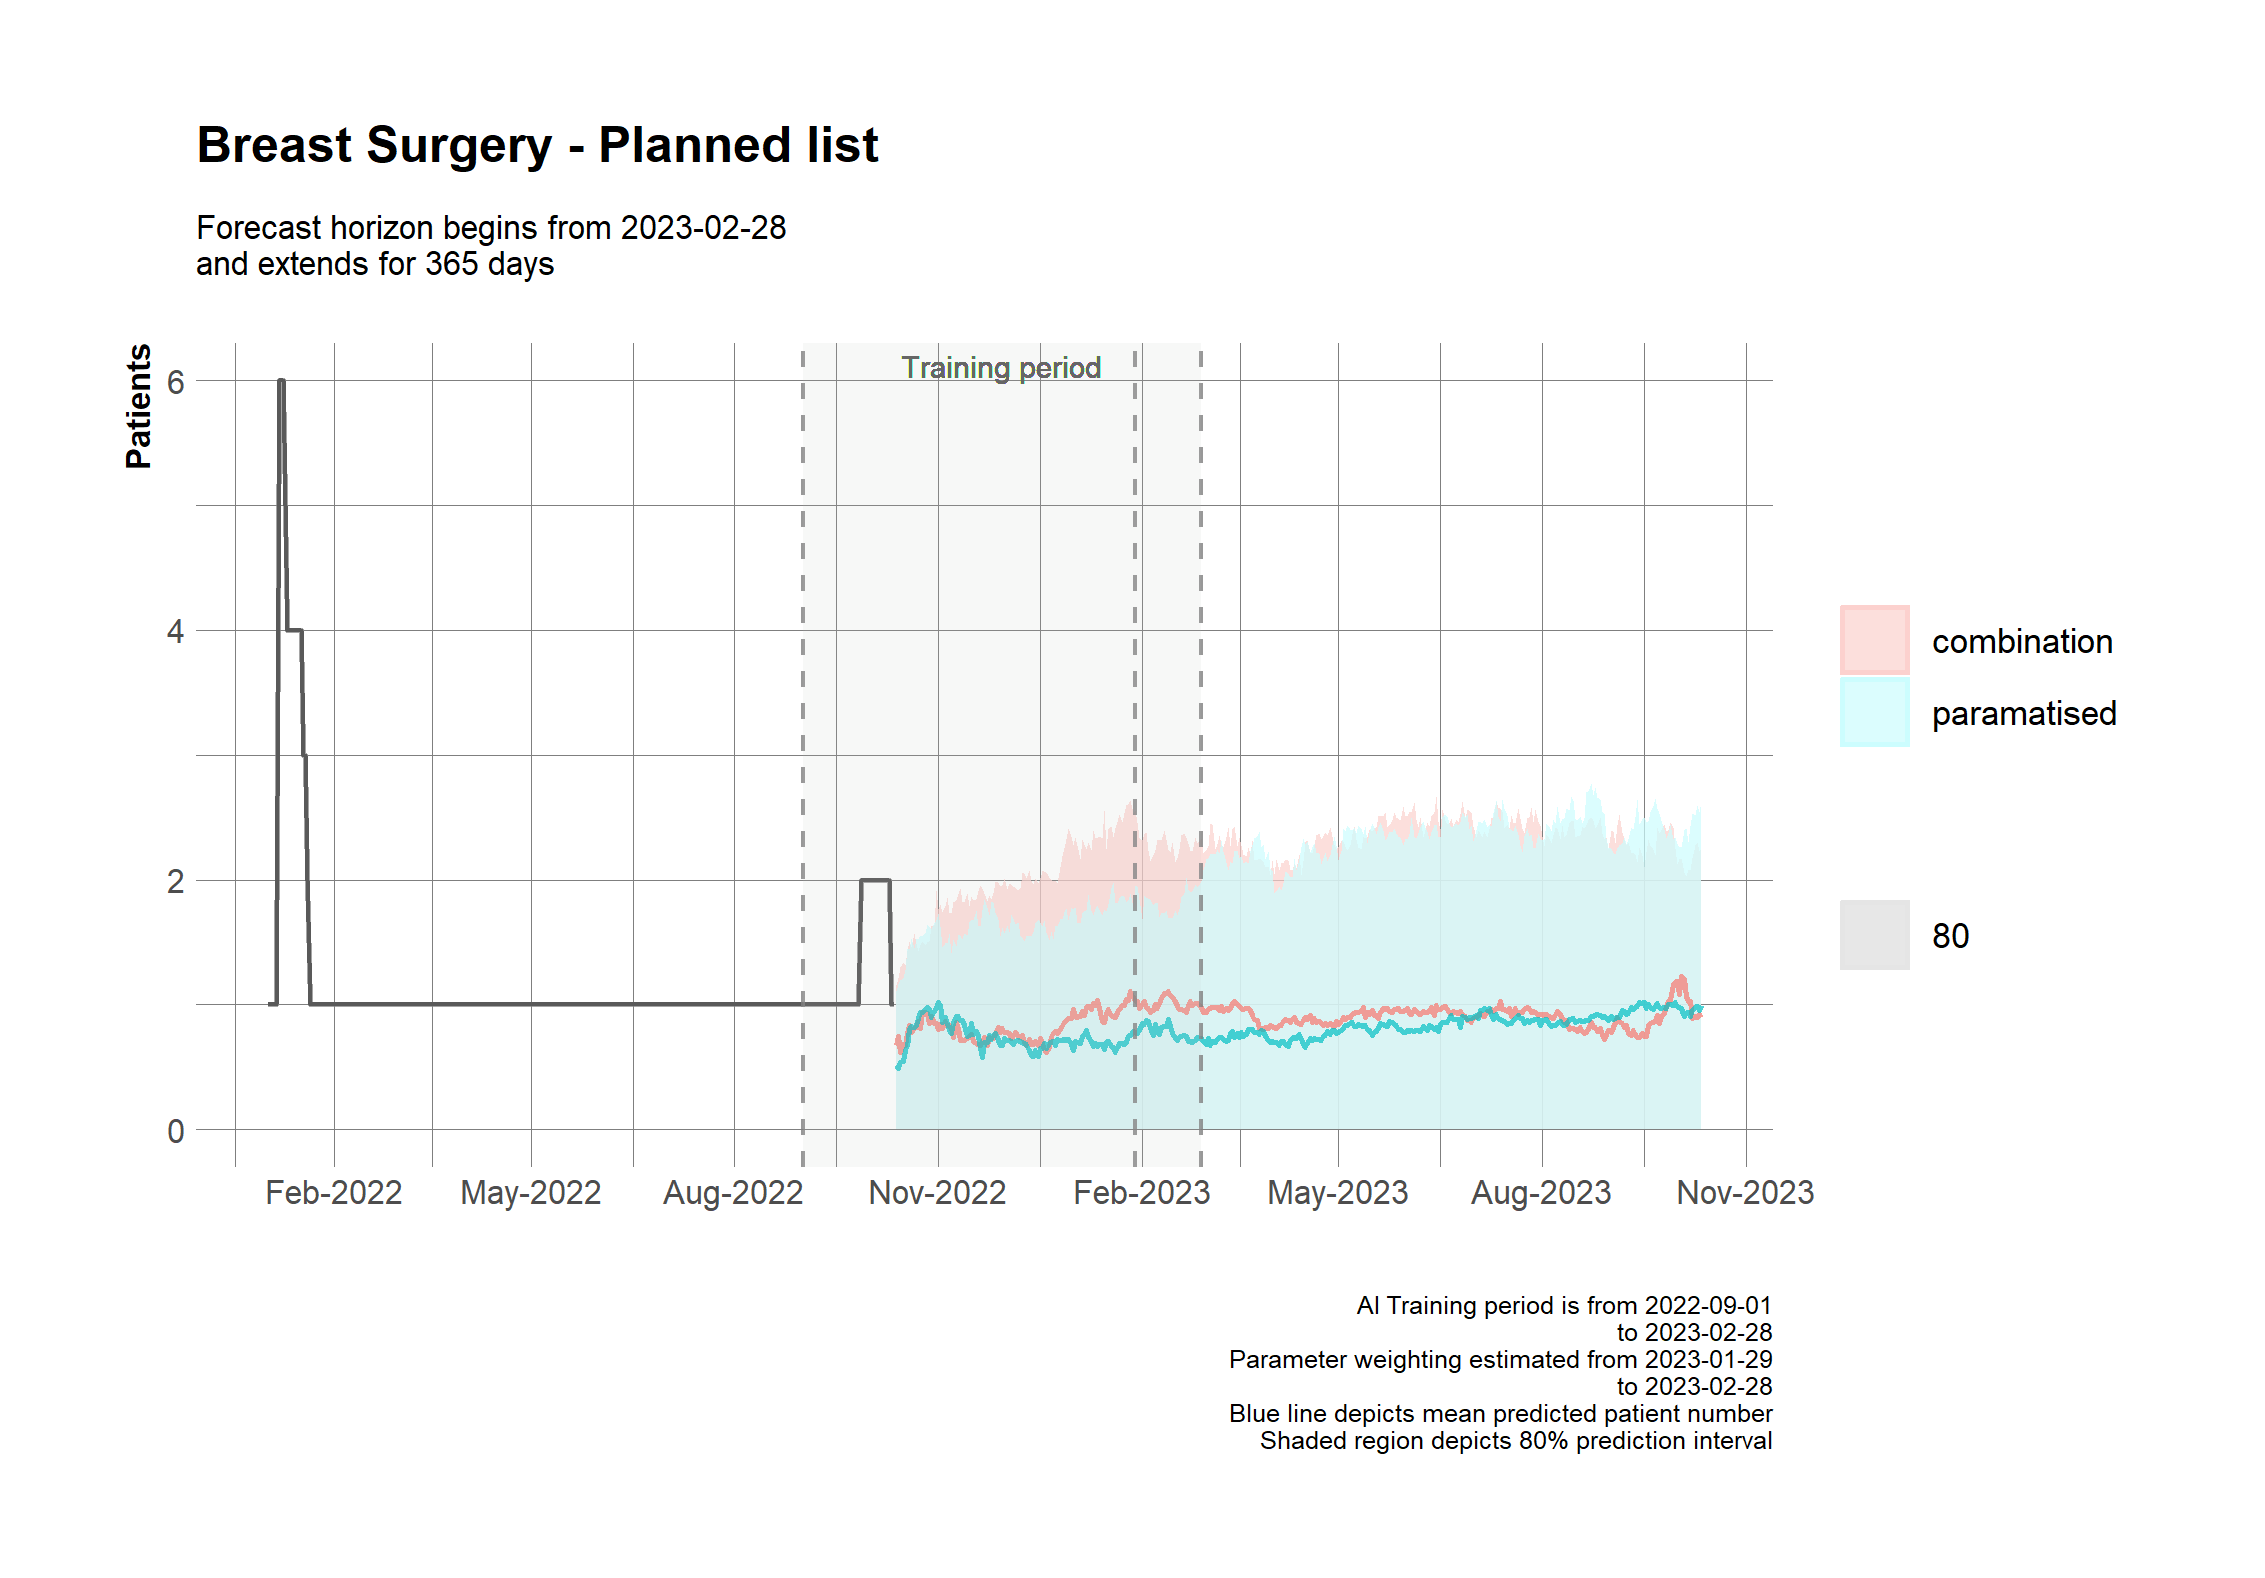 Breast Surgery - Planned list
Forecast horizon begins from 2023-02-28
and extends for 365 days
Patients
6
4
2
0
Training period
Feb-2022
May-2022
Aug-2022
Nov-2022
Feb-2023
May-2023
Aug-2023
Nov-2023
combination
paramatised
80
AI Training period is from 2022-09-01
to 2023-02-28
Parameter weighting estimated from 2023-01-29
to 2023-02-28
Blue line depicts mean predicted patient number
Shaded region depicts 80% prediction interval